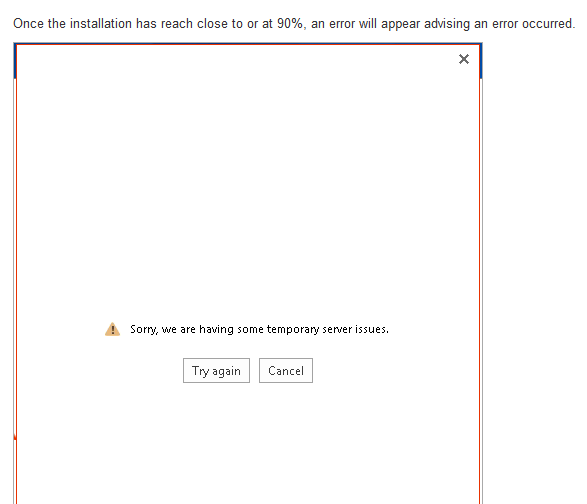 Once the installation has reach close to or at 90%, an error will appear advising an error occurred.
Sorry, we are having some temporary server issues.
Try again Cancel